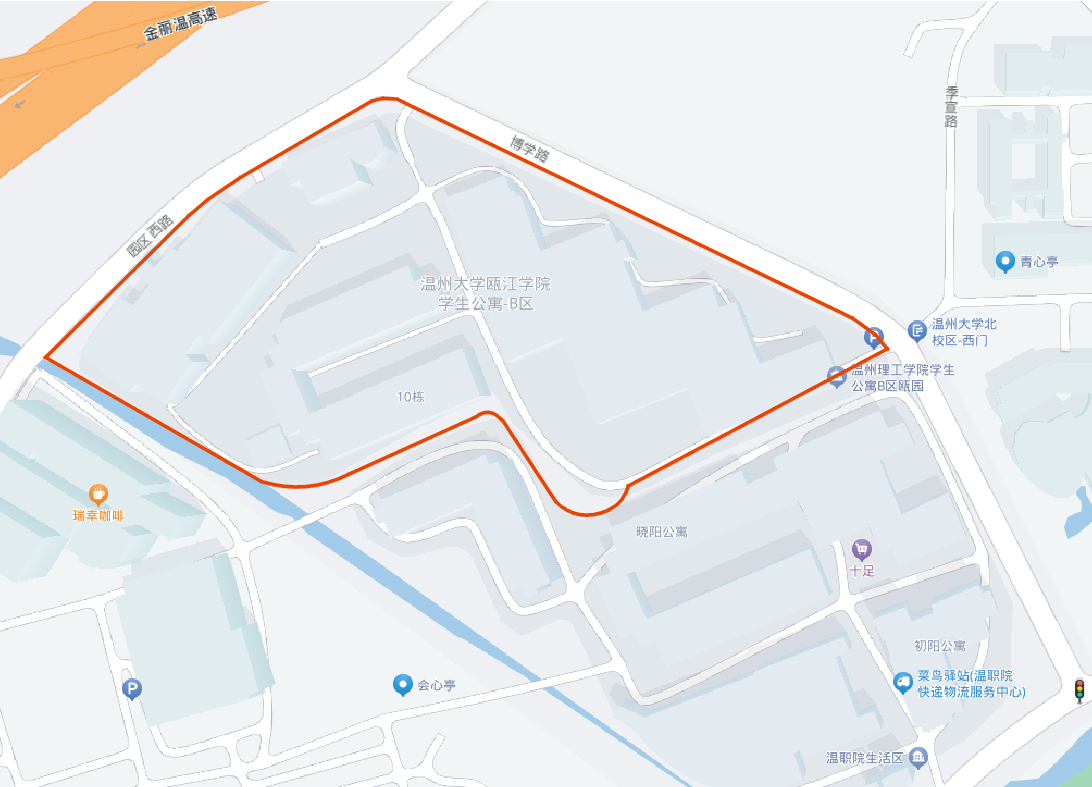 金丽温高速
季宣路
博学路
园区西路
青心亭
温州大学瓯江学院
学生公寓-B区
温州大学北
校区-西门
P
温州理工学院学生
公寓B区瓯园
10栋
瑞幸咖啡
晓阳公寓
十足
初阳公寓
菜鸟驿站(温职院
快递物流服务中心)
P
会心亭
温职院生活区